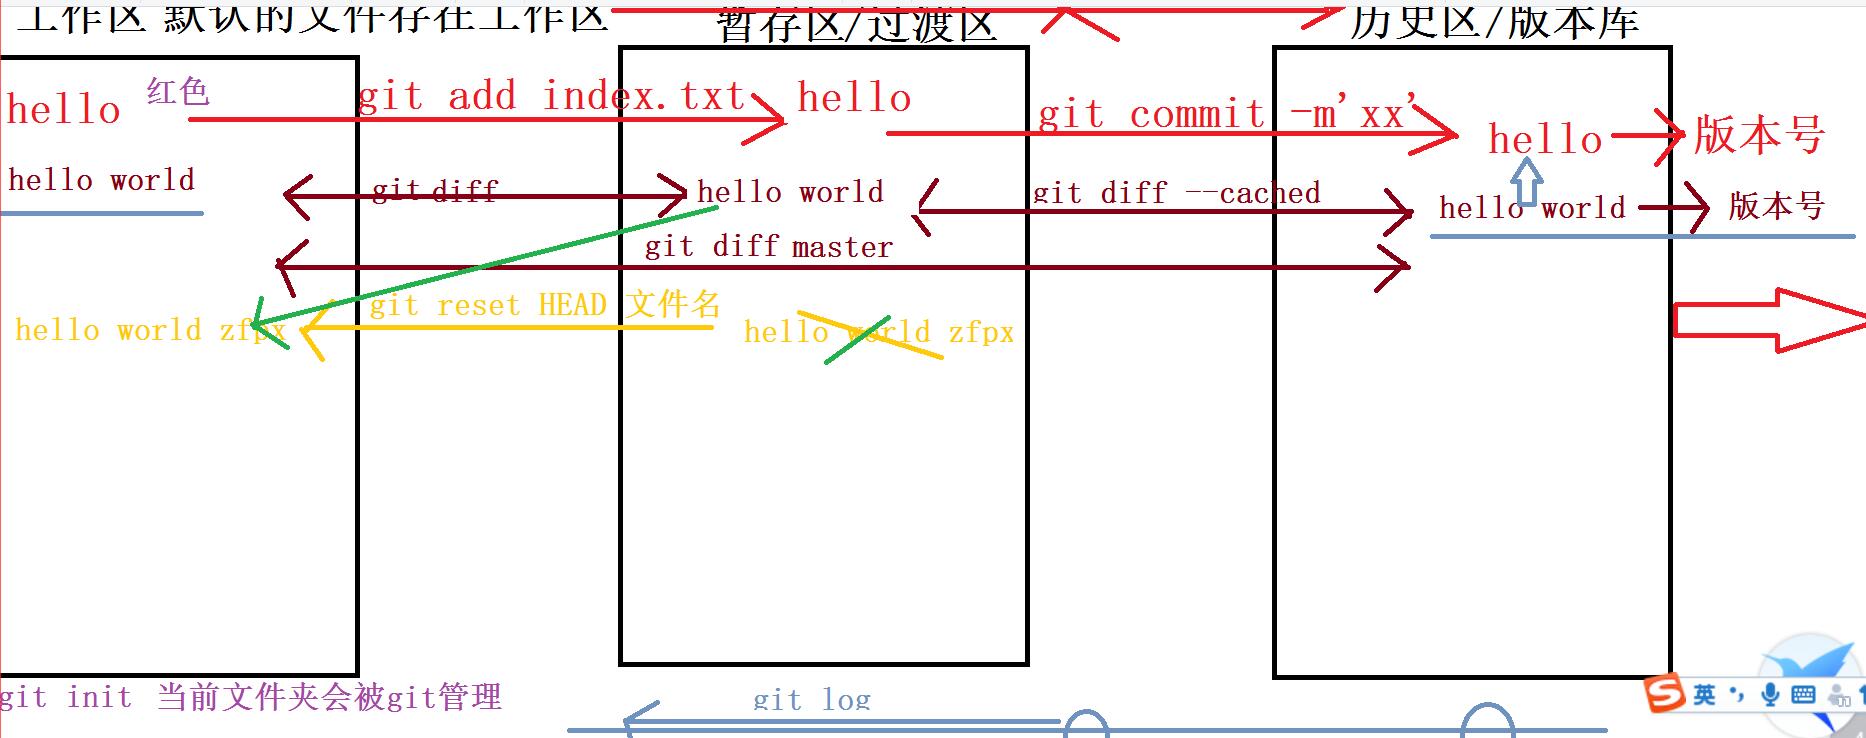 工作区 默认的文件存在工作区
暂存区/过渡区
历史区/版本库
hello 红色
git add index.txt
hello
git commit -m'xx'
hello
版本号
hello world
git diff
hello world
git diff --cached
hello world
版本号
git diff master
git reset HEAD 文件名
hello world zfpx
hello world zfpx
git init 当前文件夹会被git管理
git log
英